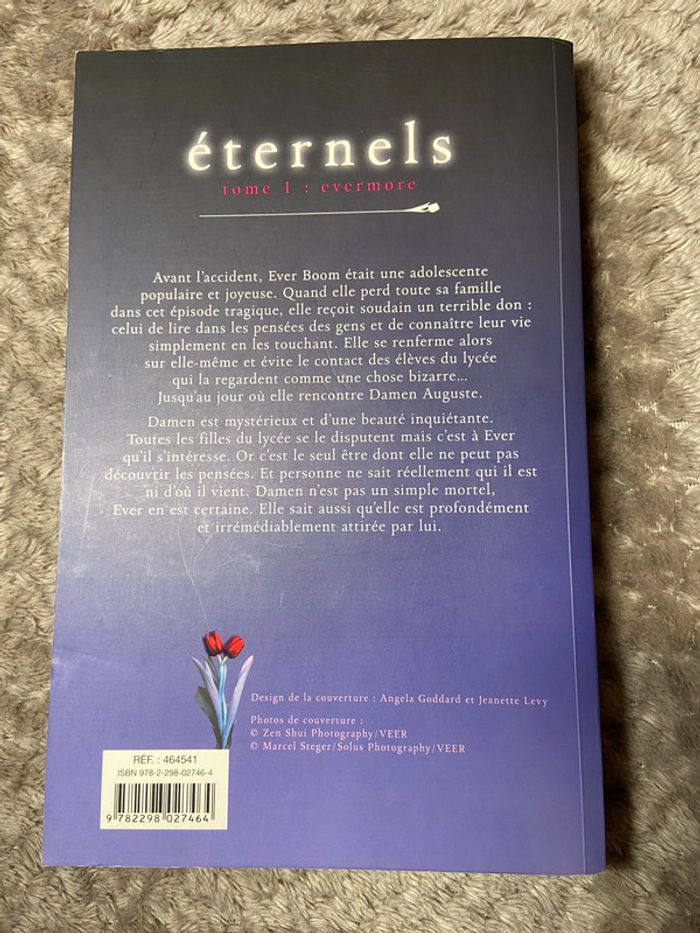 éternels
tome I : evermore
Avant l'accident, Ever Boom était une adolescente
populaire et joyeuse. Quand elle perd toute sa famille
dans cet épisode tragique, elle reçoit soudain un terrible don :
celui de lire dans les pensées des gens et de connaître leur vie
simplement en les touchant. Elle se renferme alors
sur elle-même et évite le contact des élèves du lycée
qui la regardent comme une chose bizarre...
Jusqu'au jour où elle rencontre Damen Auguste.
Damen est mystérieux et d'une beauté inquiétante.
Toutes les filles du lycée se le disputent mais c'est à Ever
qu'il s'intéresse. Or c'est le seul être dont elle ne peut pas
découvrir les pensées. Et personne ne sait réellement qui il est
ni d'où il vient. Damen n'est pas un simple mortel,
Ever en est certaine. Elle sait aussi qu'elle est profondément
et irrémédiablement attirée par lui.
Design de la couverture : Angela Goddard et Jeanette Levy
Photos de couverture :
© Zen Shui Photography/VEER
© Marcel Steger/Solus Photography/VEER
RÉF. : 464541
ISBN 978-2-298-02746-4
9 782298 027464